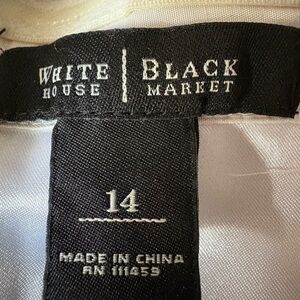 WHITE HOUSE | BLACK MARKET
14
MADE IN CHINA
RN 111459